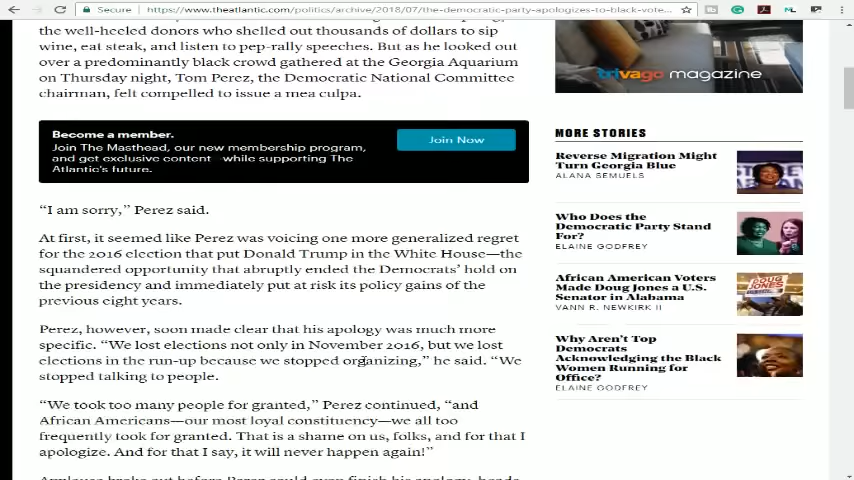 Secure
https://www.theatlantic.com/politics/archive/2018/07/the-democratic-party-apologizes-to-black-vote...
the well-heeled donors who shelled out thousands of dollars to sip
wine, eat steak, and listen to pep-rally speeches. But as he looked out
over a predominantly black crowd gathered at the Georgia Aquarium
on Thursday night, Tom Perez, the Democratic National Committee
chairman, felt compelled to issue a mea culpa.
Become a member.
Join The Masthead, our new membership program,
and get exclusive content—while supporting The
Atlantic's future.
Join Now
“I am sorry,” Perez said.
At first, it seemed like Perez was voicing one more generalized regret
for the 2016 election that put Donald Trump in the White House—the
squandered opportunity that abruptly ended the Democrats’ hold on
the presidency and immediately put at risk its policy gains of the
previous eight years.
Perez, however, soon made clear that his apology was much more
specific. “We lost elections not only in November 2016, but we lost
elections in the run-up because we stopped organizing,” he said. “We
stopped talking to people.
“We took too many people for granted,” Perez continued, “and
African Americans—our most loyal constituency—we all too
frequently took for granted. That is a shame on us, folks, and for that I
apologize. And for that I say, it will never happen again!”
trivago magazine
MORE STORIES
Reverse Migration Might
Turn Georgia Blue
ALANA SEMUELS
Who Does the
Democratic Party Stand
For?
ELAINE GODFREY
African American Voters
Made Doug Jones a U.S.
Senator in Alabama
VANN R. NEWKIRK II
DOUG
JONES
Why Aren't Top
Democrats
Acknowledging the Black
Women Running for
Office?
ELAINE GODFREY